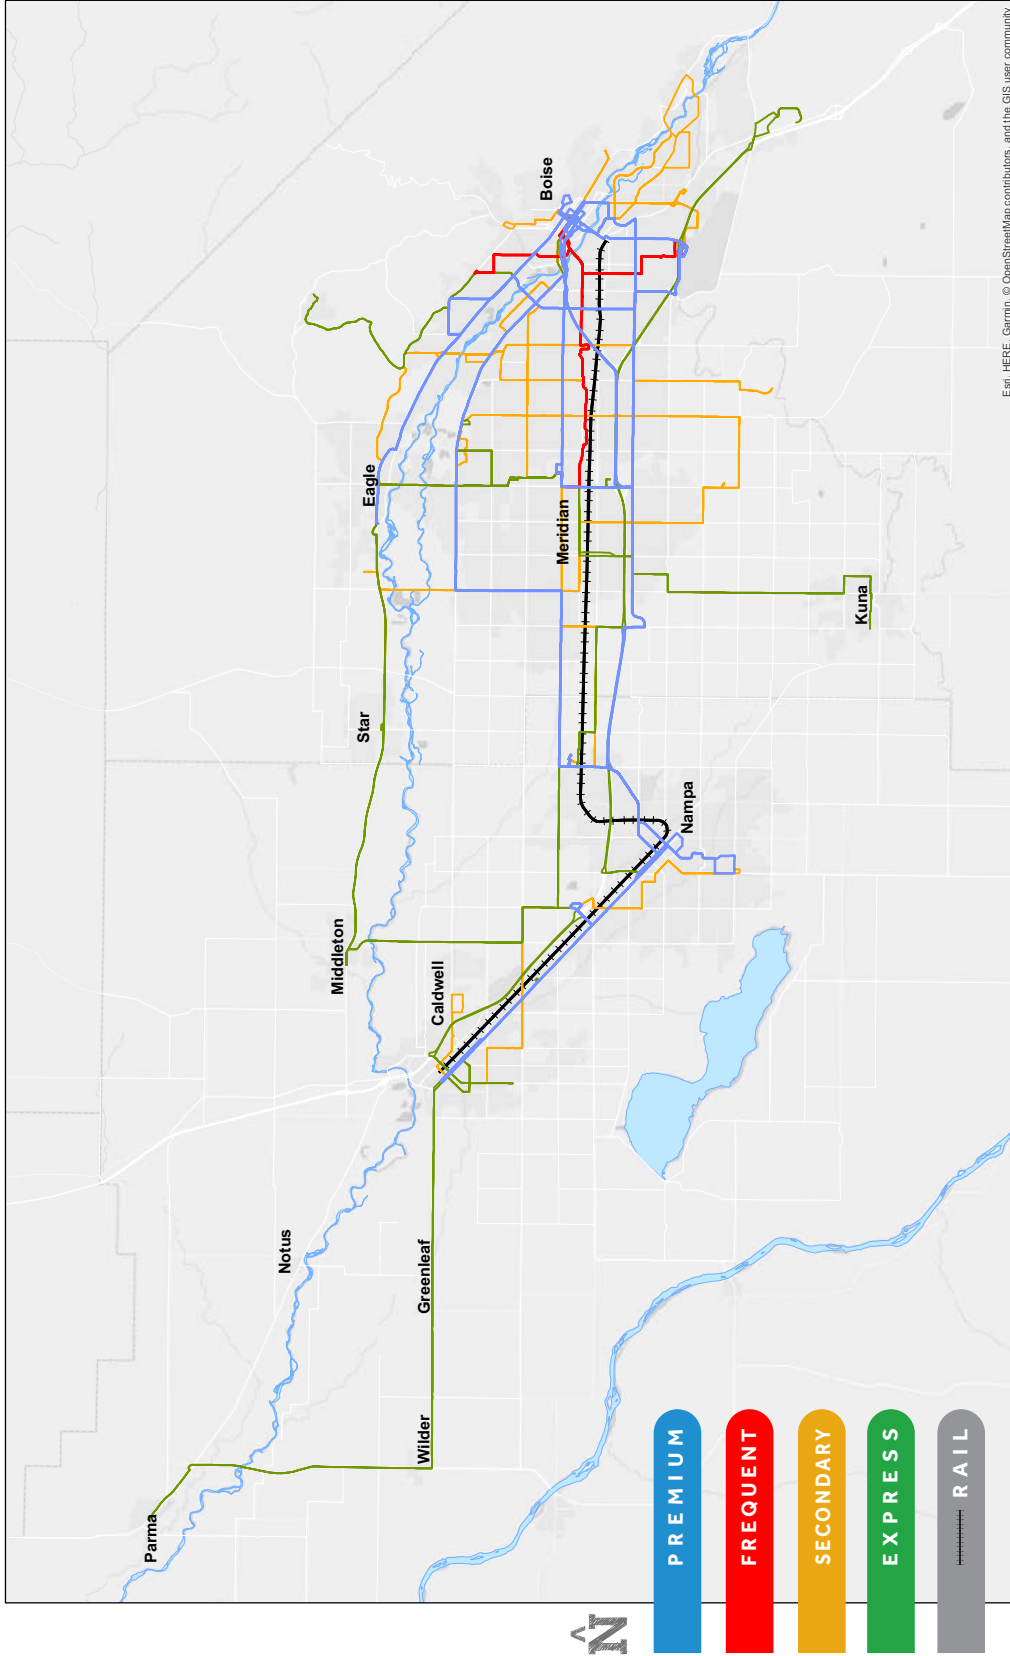 Parma
Notus
Wilder
Greenleaf
Middleton
Caldwell
Star
Nampa
Eagle
Meridian
Kuna
Boise
N
PREMIUM
FREQUENT
SECONDARY
EXPRESS
RAIL
Esri, HERE, Garmin, © OpenStreetMap contributors, and the GIS user community